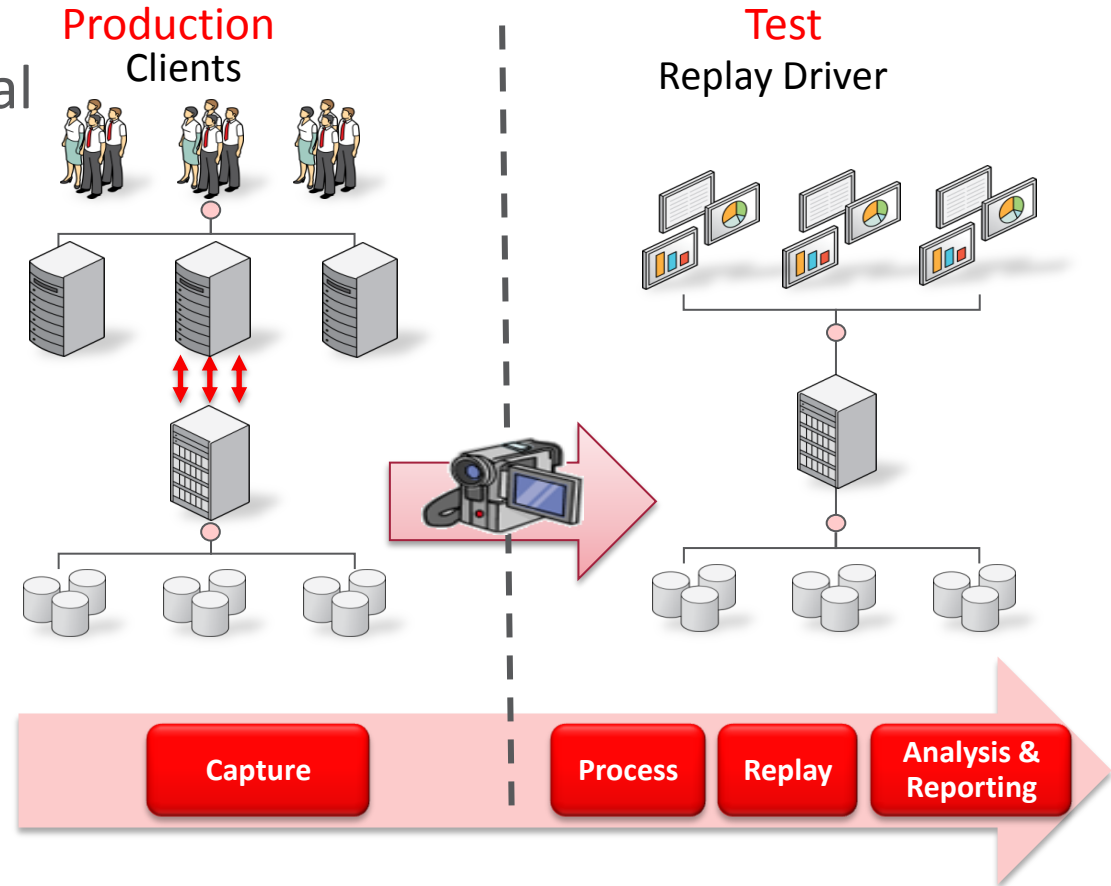 Production
Clients
al
Test
Replay Driver
Capture
Process
Replay
Analysis &
Reporting